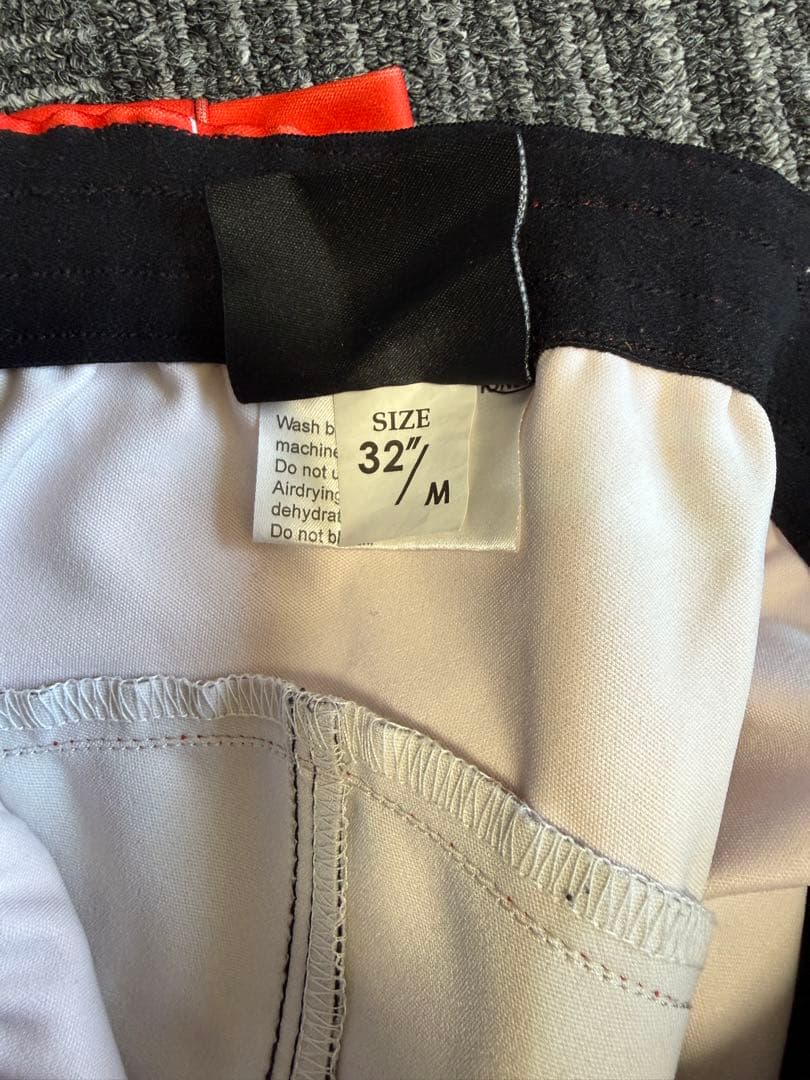 Wash b
machine
Do not u
Airdrying
dehydrat
Do not bl
SIZE
32"/M